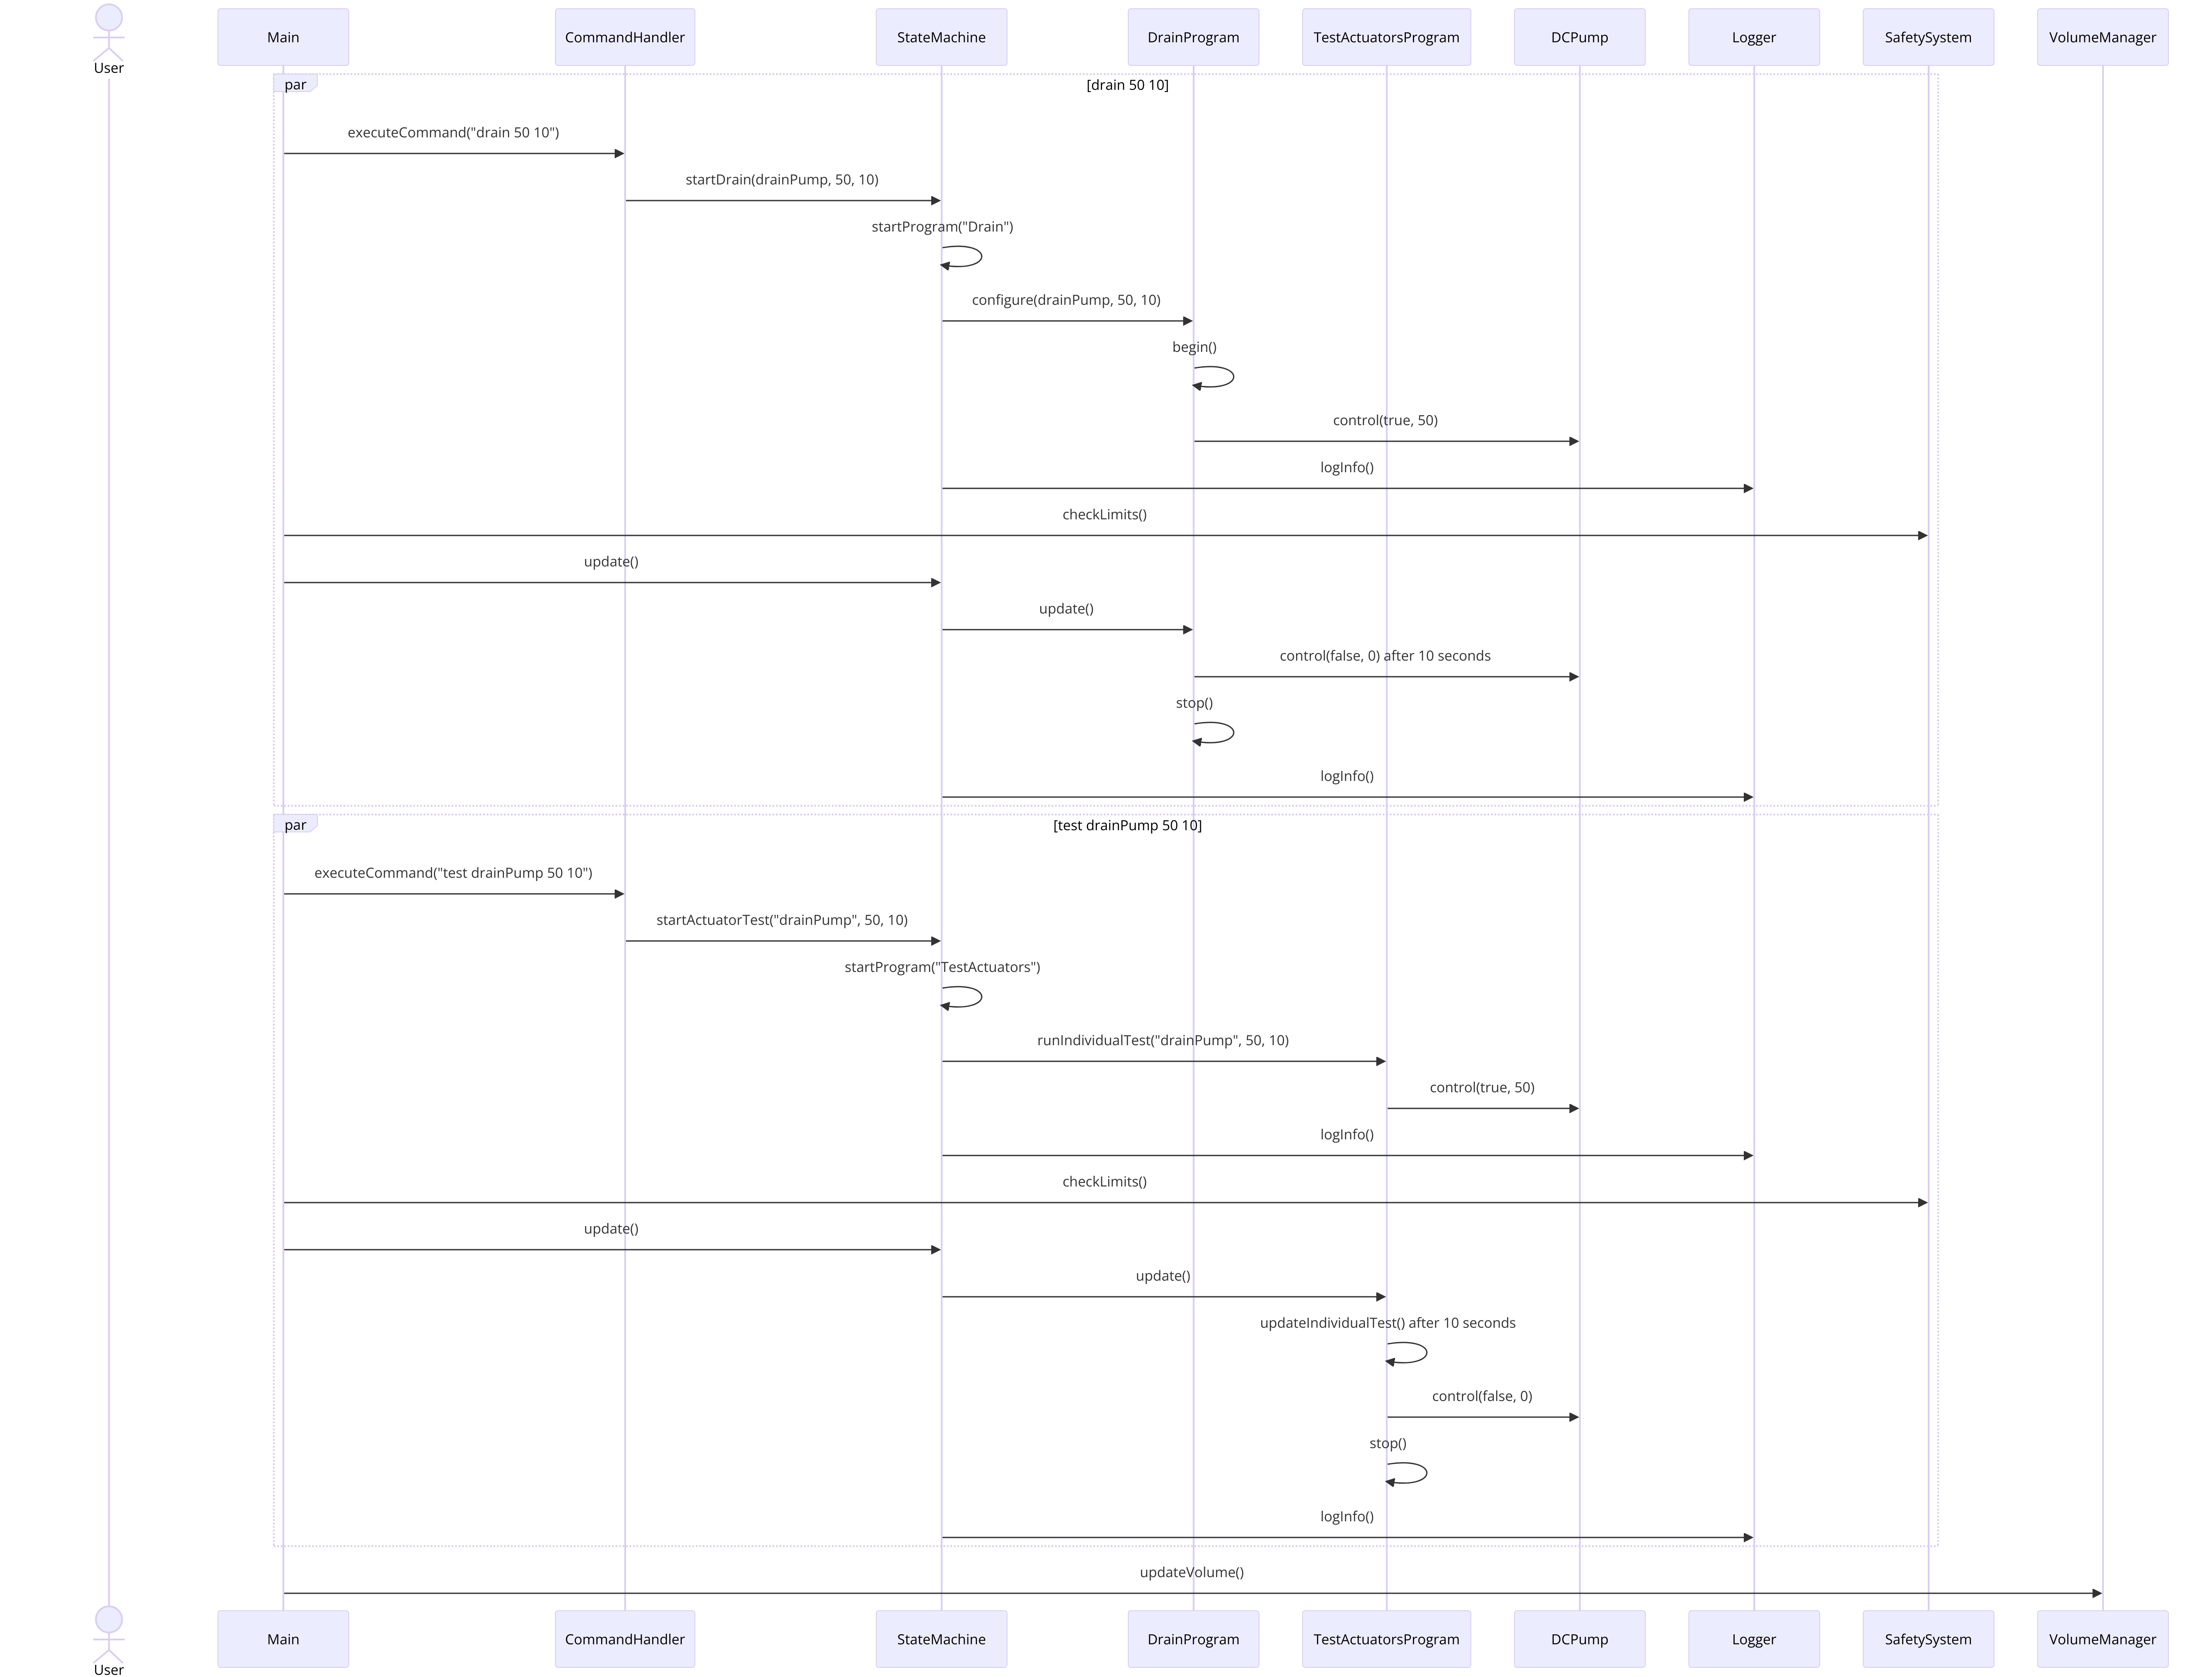 User
Main
CommandHandler
StateMachine
DrainProgram
TestActuatorsProgram
DCPump
Logger
SafetySystem
VolumeManager
par
[drain 50 10]
executeCommand("drain 50 10")
startDrain(drainPump, 50, 10)
startProgram("Drain")
configure(drainPump, 50, 10)
begin()
control(true, 50)
logInfo()
checkLimits()
update()
update()
control(false, 0) after 10 seconds
stop()
logInfo()
par
[test drainPump 50 10]
executeCommand("test drainPump 50 10")
startActuatorTest("drainPump", 50, 10)
startProgram("TestActuators")
runIndividualTest("drainPump", 50, 10)
control(true, 50)
logInfo()
checkLimits()
update()
update()
updateIndividualTest() after 10 seconds
control(false, 0)
stop()
logInfo()
updateVolume()
User
Main
CommandHandler
StateMachine
DrainProgram
TestActuatorsProgram
DCPump
Logger
SafetySystem
VolumeManager